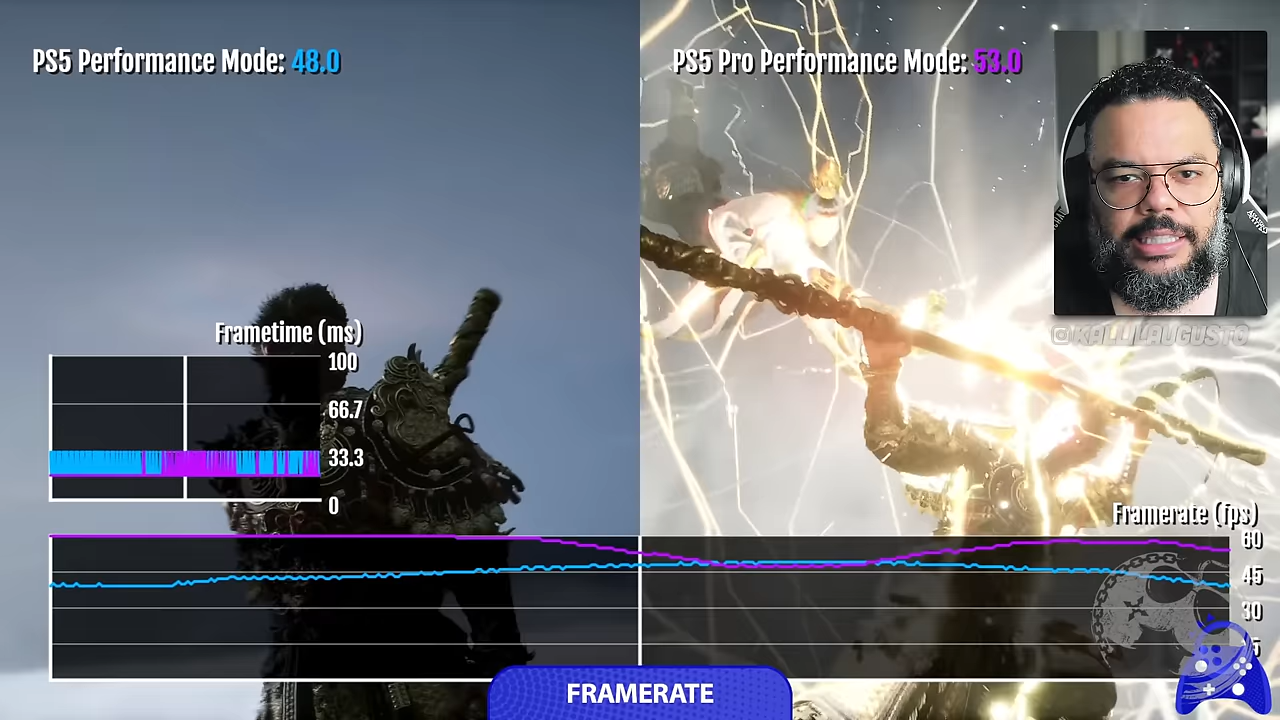 PS5 Performance Mode: 48.0
PS5 Pro Performance Mode: 53.0
@KALLILAUGUSTO
Frametime (ms)
100
66.7
33.3
0
Framerate (fps)
60
45
30
FRAMERATE